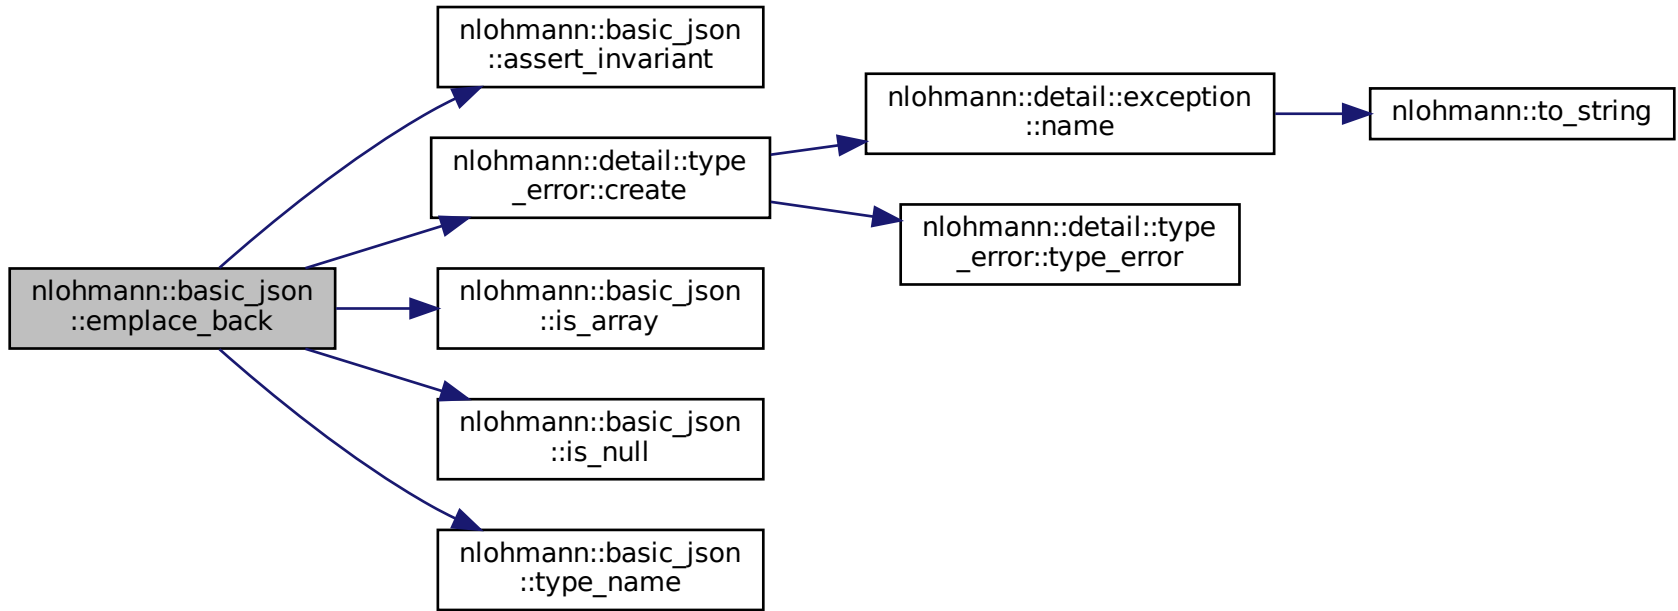 nlohmann::basic_json
::emplace_back
nlohmann::basic_json
::assert_invariant
nlohmann::detail::type
_error::create
nlohmann::basic_json
::is_array
nlohmann::basic_json
::is_null
nlohmann::basic_json
::type_name
nlohmann::detail::exception
::name
nlohmann::detail::type
_error::type_error
nlohmann::to_string